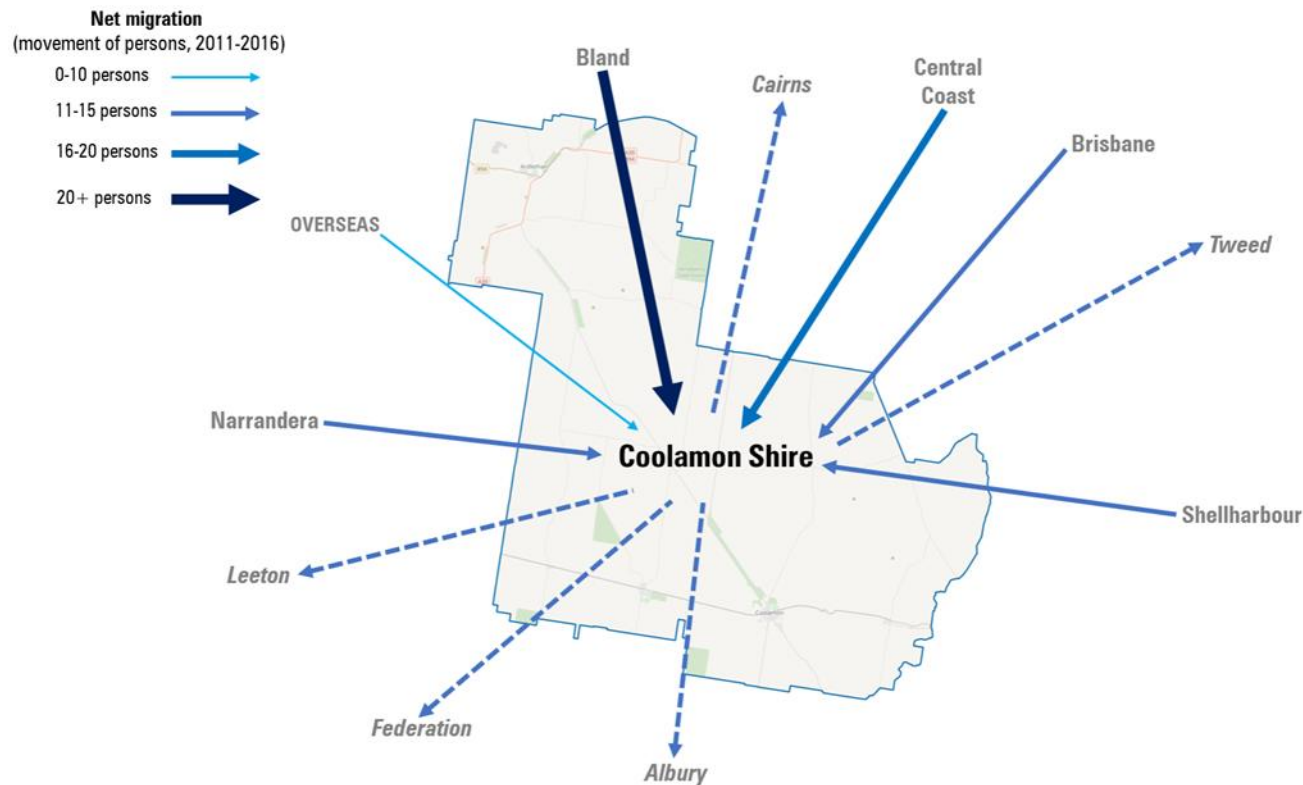 Net migration
(movement of persons, 2011-2016)
0-10 persons
11-15 persons
16-20 persons
20+ persons
Bland
Cairns
Central
Coast
Brisbane
OVERSEAS
Tweed
Narrandera
Coolamon Shire
Shellharbour
Leeton
Federation
Albury